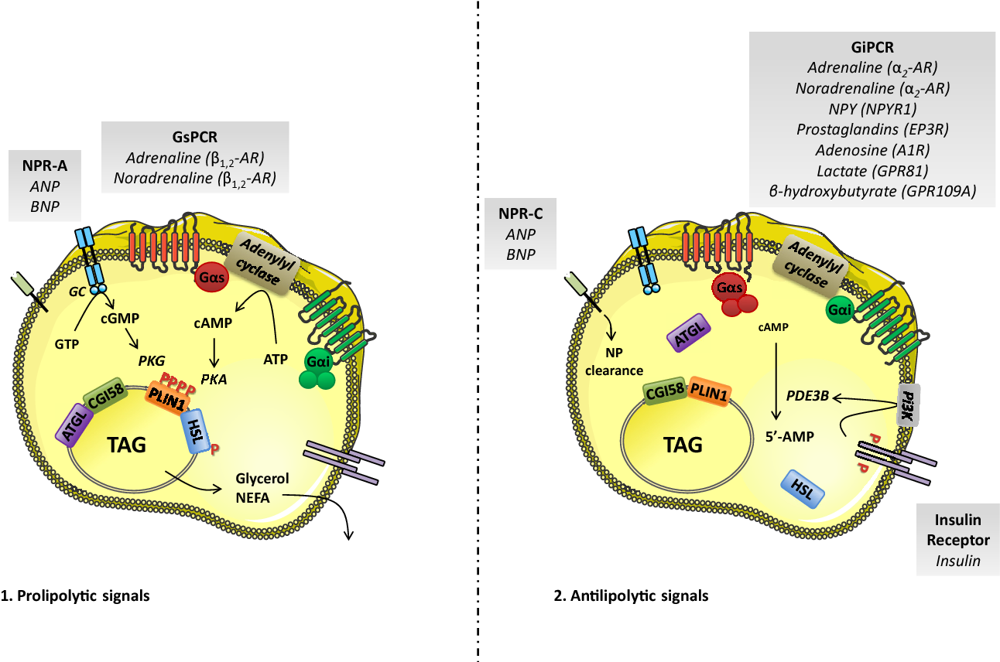 NPR-A
ANP
BNP
GsPCR
Adrenaline (β1,2-AR)
Noradrenaline (β1,2-AR)
Adenylyl
cyclase
Gαs
GC
cGMP
GTP
PKG
cAMP
ATP
PKA
Gαi
PPPP
PLIN1
CGI58
ATGL
HSL
P
TAG
Glycerol
NEFA
1. Prolipolytic signals
GiPCR
Adrenaline (α2-AR)
Noradrenaline (α2-AR)
NPY (NPYR1)
Prostaglandins (EP3R)
Adenosine (A1R)
Lactate (GPR81)
β-hydroxybutyrate (GPR109A)
NPR-C
ANP
BNP
Adenylyl
cyclase
Gαs
Gαi
ATGL
cAMP
NP
clearance
CGI58
PLIN1
PDE3B
Pi3K
TAG
5’-AMP
P
P
HSL
Insulin
Receptor
Insulin
2. Antilipolytic signals